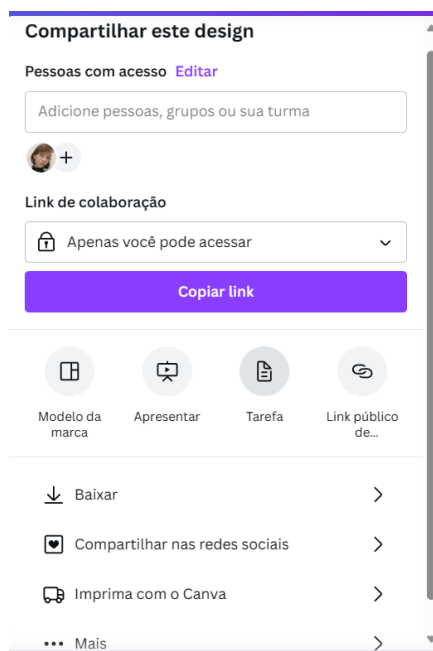 Compartilhar este design
Pessoas com acesso Editar
Adicione pessoas, grupos ou sua turma
Link de colaboração
Apenas você pode acessar
Copiar link
Modelo da
marca
Apresentar
Tarefa
Link público
de...
Baixar
Compartilhar nas redes sociais
Imprima com o Canva
Mais